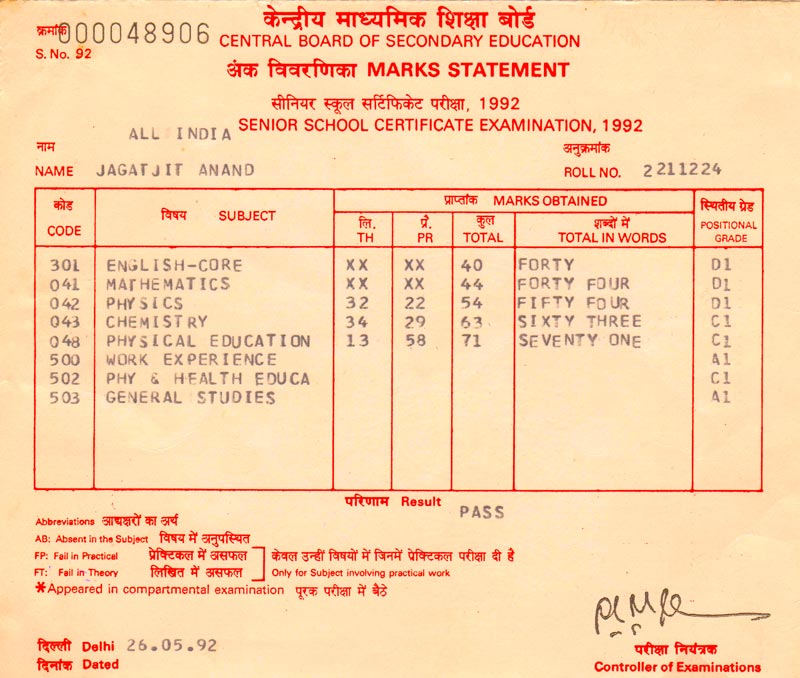 केन्द्रीय माध्यमिक शिक्षा बोर्ड
क्रमांक 000048906
CENTRAL BOARD OF SECONDARY EDUCATION
S. No. 92
अंक विवरणिका MARKS STATEMENT
सीनियर स्कूल सर्टिफिकेट परीक्षा, 1992
SENIOR SCHOOL CERTIFICATE EXAMINATION, 1992
ALL INDIA
नाम अनुक्रमांक
NAME JAGATJIT ANAND ROLL NO. 2211224
कोड विषय SUBJECT प्राप्तांक MARKS OBTAINED स्थितीय ग्रेड
CODE लि. प्रै. कुल शब्दों में POSITIONAL
TH PR TOTAL TOTAL IN WORDS GRADE
301 ENGLISH-CORE XX XX 40 FORTY D1
041 MATHEMATICS XX XX 44 FORTY FOUR D1
042 PHYSICS 32 22 54 FIFTY FOUR D1
043 CHEMISTRY 34 29 63 SIXTY THREE C1
048 PHYSICAL EDUCATION 13 58 71 SEVENTY ONE C1
500 WORK EXPERIENCE A1
502 PHY & HEALTH EDUCA C1
503 GENERAL STUDIES A1
परिणाम Result PASS
Abbreviations आद्यक्षरों का अर्थ
AB: Absent in the Subject विषय में अनुपस्थित
FP: Fail in Practical प्रेक्टिकल में असफल केवल उन्हीं विषयों में जिनमें प्रेक्टिकल परीक्षा दी है
FT: Fail in Theory लिखित में असफल Only for Subject involving practical work
*Appeared in compartmental examination पूरक परीक्षा में बैठे
दिल्ली Delhi 26.05.92
दिनांक Dated
परीक्षा नियंत्रक
Controller of Examinations